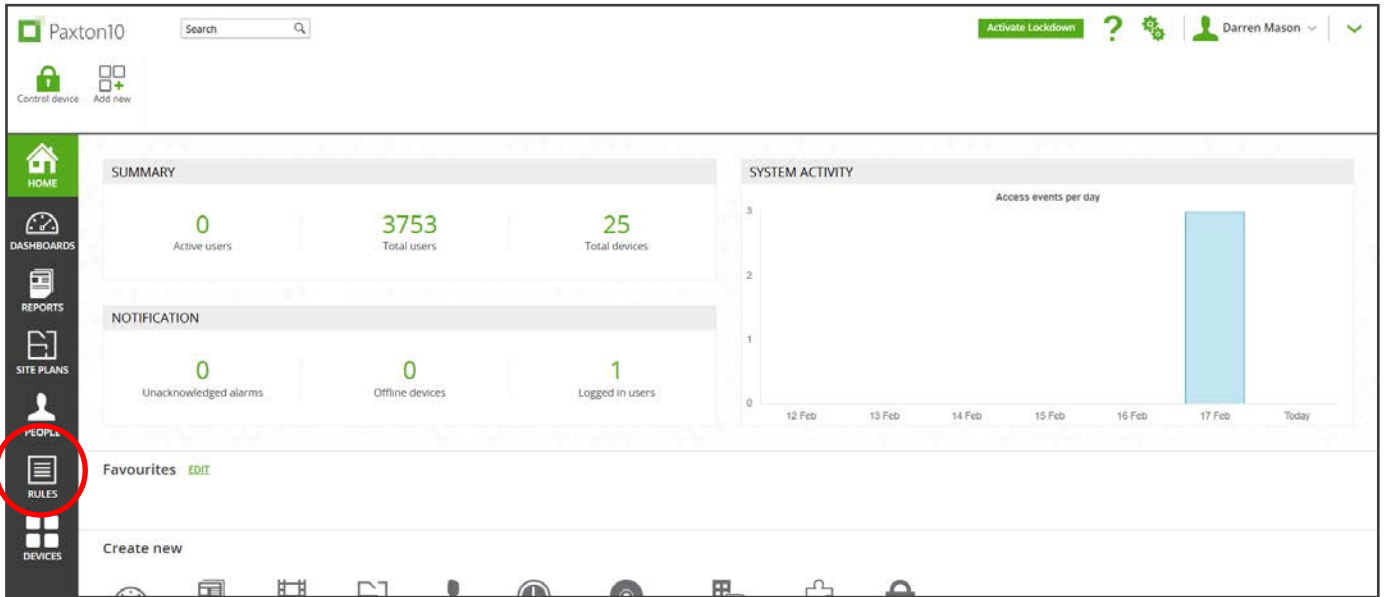 Paxton10
Search
Activate Lockdown
?
Darren Mason
Control device
Add new
HOME
DASHBOARDS
REPORTS
SITE PLANS
PEOPLE
RULES
DEVICES
SUMMARY
0
Active users
3753
Total users
25
Total devices
NOTIFICATION
0
Unacknowledged alarms
0
Offline devices
1
Logged in users
SYSTEM ACTIVITY
Access events per day
3
2
1
0
12 Feb 13 Feb 14 Feb 15 Feb 16 Feb 17 Feb Today
Favourites EDIT
Create new